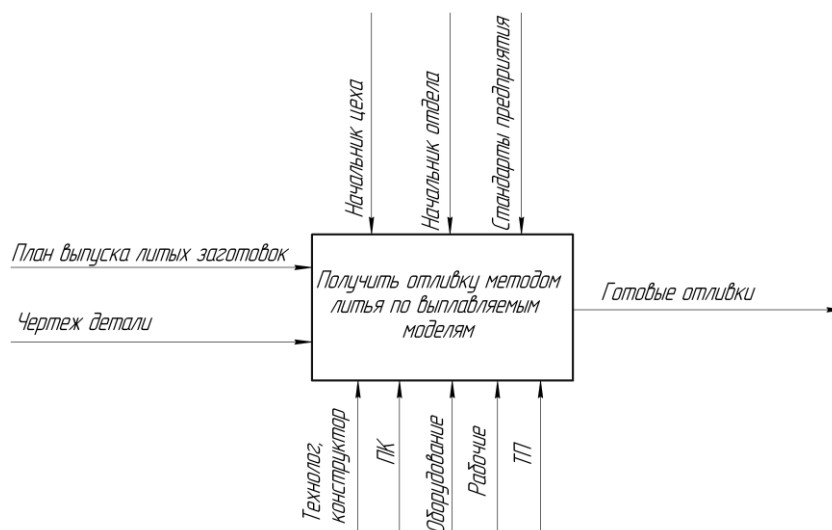 Начальник цеха
Начальник отдела
Стандарты предприятия
План выпуска литых заготовок
Чертеж детали
Получить отливку методом
литья по выплавляемым
моделям
Готовые отливки
Технолог,
конструктор
ПК
Оборудование
Рабочие
ТП